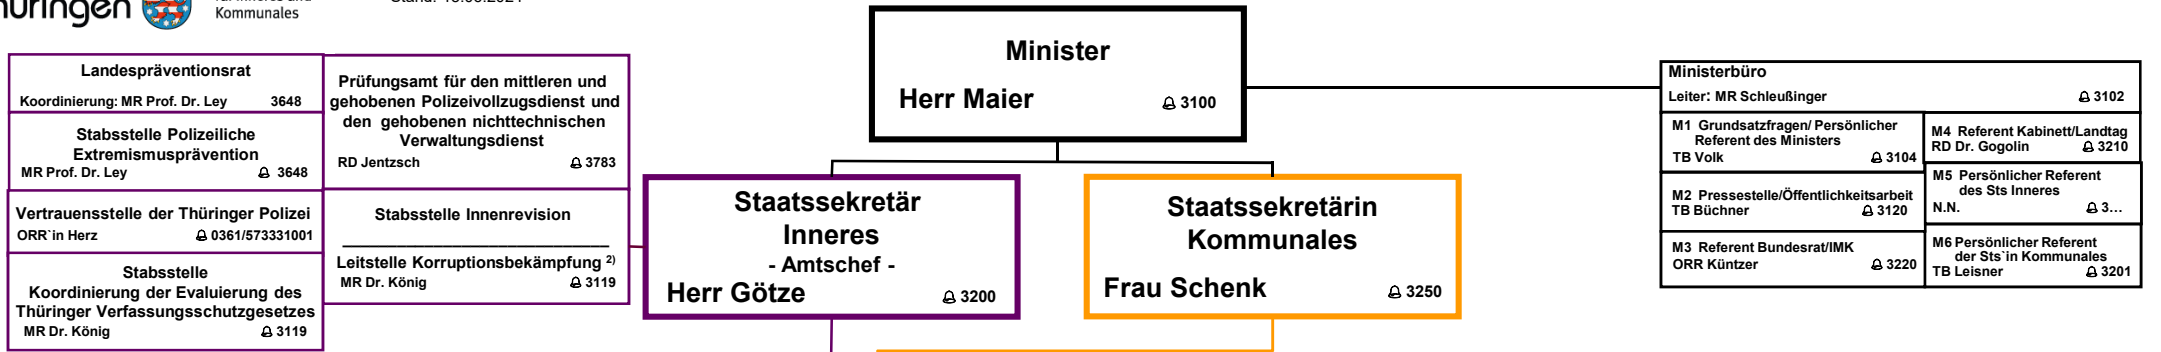 Kommunales
Landespräventionsrat
Koordinierung: MR Prof. Dr. Ley 3648
Stabsstelle Polizeiliche
Extremismusprävention
MR Prof. Dr. Ley 3648
Vertrauensstelle der Thüringer Polizei
ORR`in Herz 0361/573331001
Stabsstelle
Koordinierung der Evaluierung des
Thüringer Verfassungsschutzgesetzes
MR Dr. König 3119
Prüfungsamt für den mittleren und
gehobenen Polizeivollzugsdienst und
den gehobenen nichttechnischen
Verwaltungsdienst
RD Jentzsch 3783
Stabsstelle Innenrevision
Leitstelle Korruptionsbekämpfung ²⁾
MR Dr. König 3119
Minister
Herr Maier 3100
Staatssekretär
Inneres
- Amtschef -
Herr Götze 3200
Staatssekretärin
Kommunales
Frau Schenk 3250
Ministerbüro
Leiter: MR Schleußinger 3102
M1 Grundsatzfragen/ Persönlicher
Referent des Ministers
TB Volk 3104
M2 Pressestelle/Öffentlichkeitsarbeit
TB Büchner 3120
M3 Referent Bundesrat/IMK
ORR Küntzer 3220
M4 Referent Kabinett/Landtag
RD Dr. Gogolin 3210
M5 Persönlicher Referent
des Sts Inneres
N.N. 3…
M6 Persönlicher Referent
der Sts`in Kommunales
TB Leisner 3201